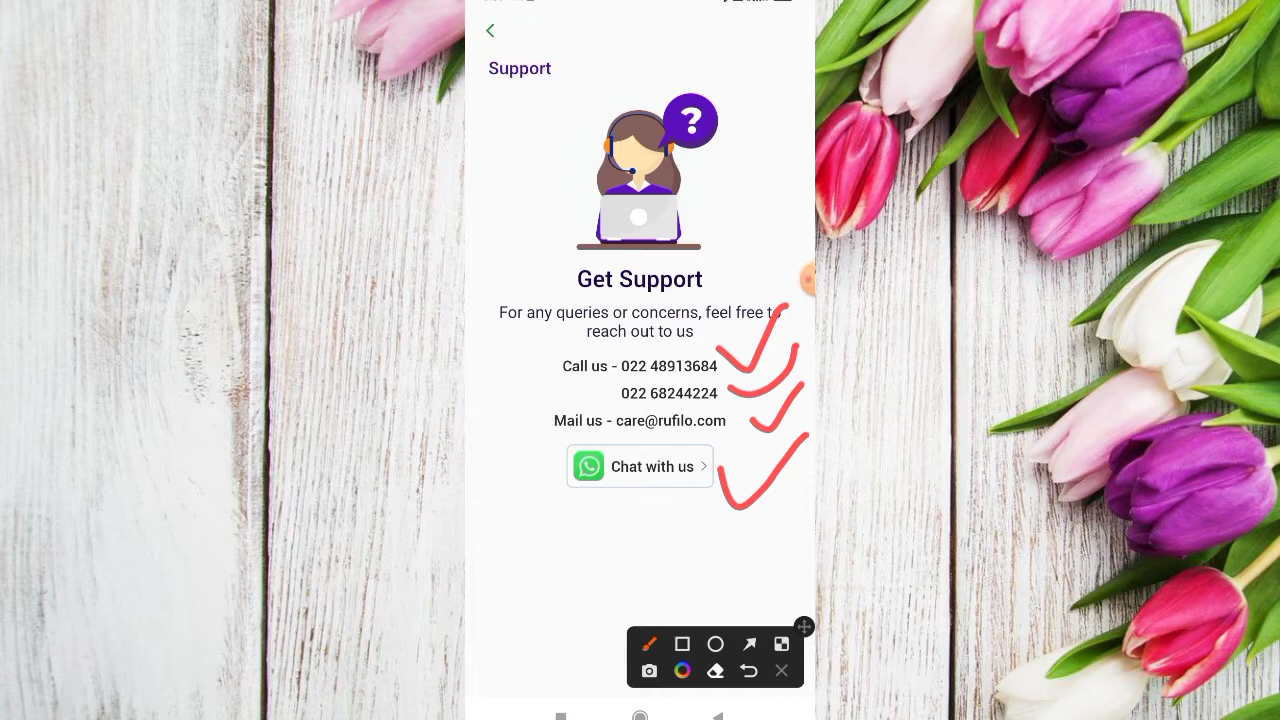 Support
?
Get Support
For any queries or concerns, feel free to
reach out to us
Call us - 022 48913684
022 68244224
Mail us - care@rufilo.com
Chat with us >